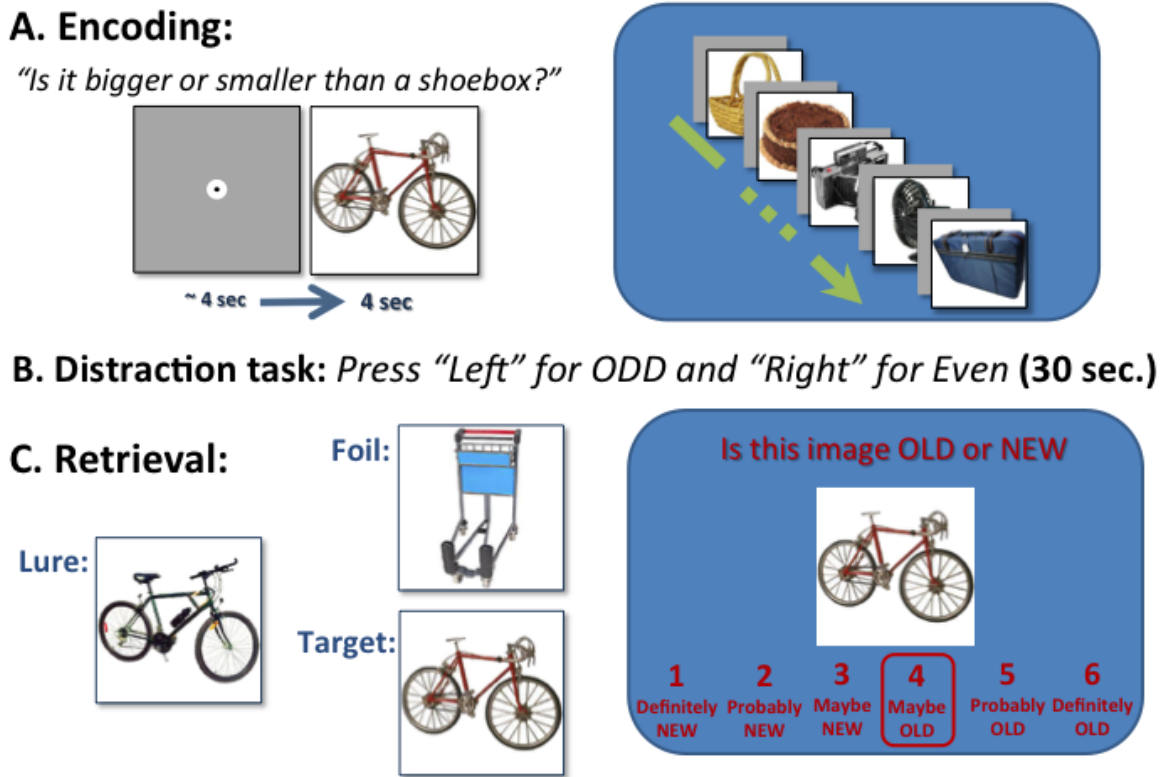 A. Encoding:
“Is it bigger or smaller than a shoebox?”
~ 4 sec
4 sec
B. Distraction task: Press “Left” for ODD and “Right” for Even (30 sec.)
C. Retrieval:
Foil:
Lure:
Target:
Is this image OLD or NEW
1
Definitely
NEW
2
Probably
NEW
3
Maybe
NEW
4
Maybe
OLD
5
Probably
OLD
6
Definitely
OLD